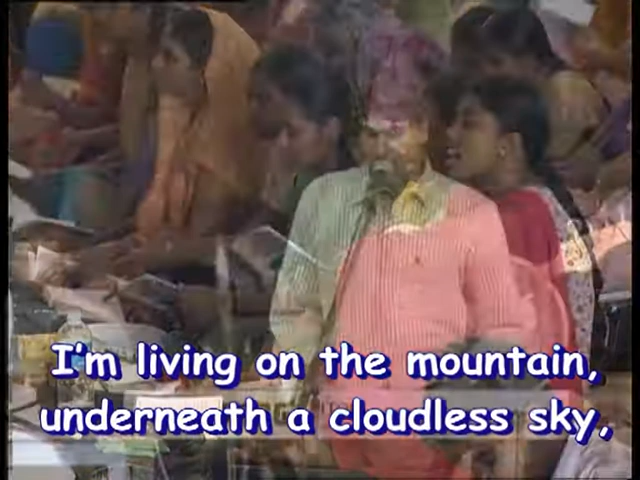 I'm living on the mountain,
underneath a cloudless sky,